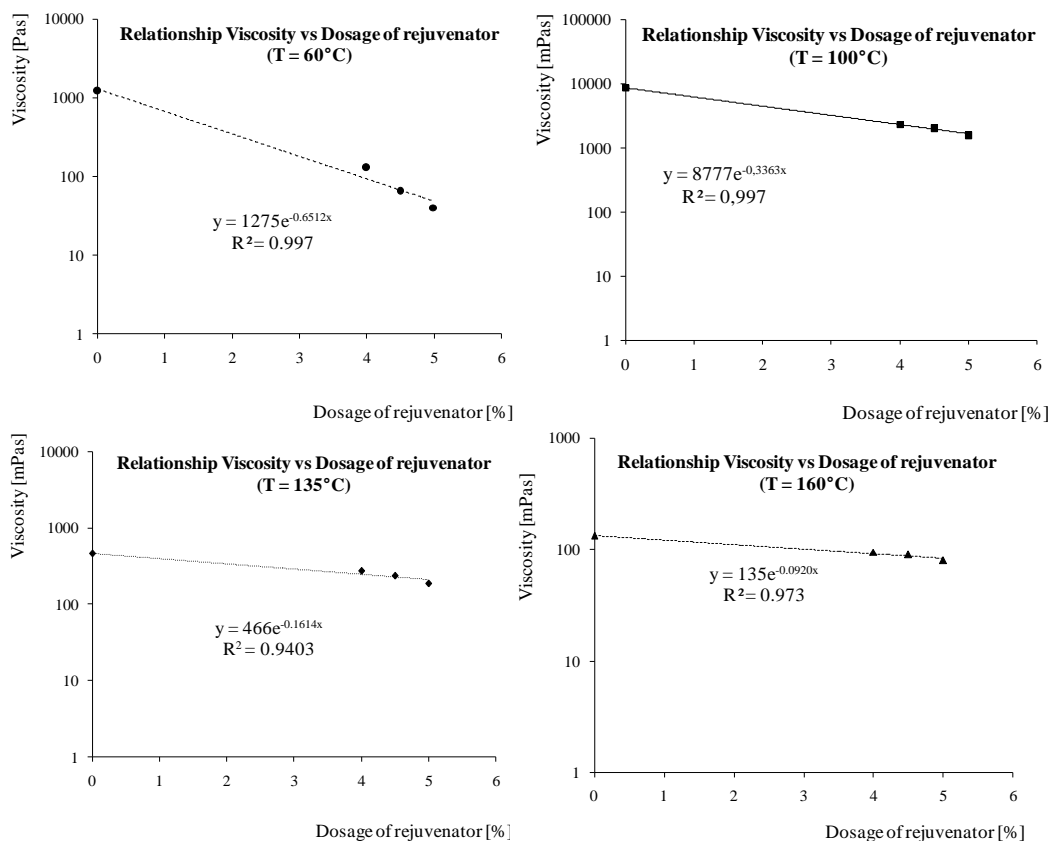 Relationship Viscosity vs Dosage of rejuvenator
(T = 60°C)
Viscosity [Pas]
1000
100
10
1
0 1 2 3 4 5 6
y = 1275e-0.6512x
R² = 0.997
Dosage of rejuvenator [%]
Relationship Viscosity vs Dosage of rejuvenator
(T = 100°C)
Viscosity [mPas]
100000
10000
1000
100
10
1
0 1 2 3 4 5 6
y = 8777e-0,3363x
R² = 0,997
Dosage of rejuvenator [%]
Relationship Viscosity vs Dosage of rejuvenator
(T = 135°C)
Viscosity [mPas]
10000
1000
100
10
1
0 1 2 3 4 5 6
y = 466e-0.1614x
R² = 0.9403
Dosage of rejuvenator [%]
Relationship Viscosity vs Dosage of rejuvenator
(T = 160°C)
Viscosity [mPas]
1000
100
10
1
0 1 2 3 4 5 6
y = 135e-0.0920x
R² = 0.973
Dosage of rejuvenator [%]